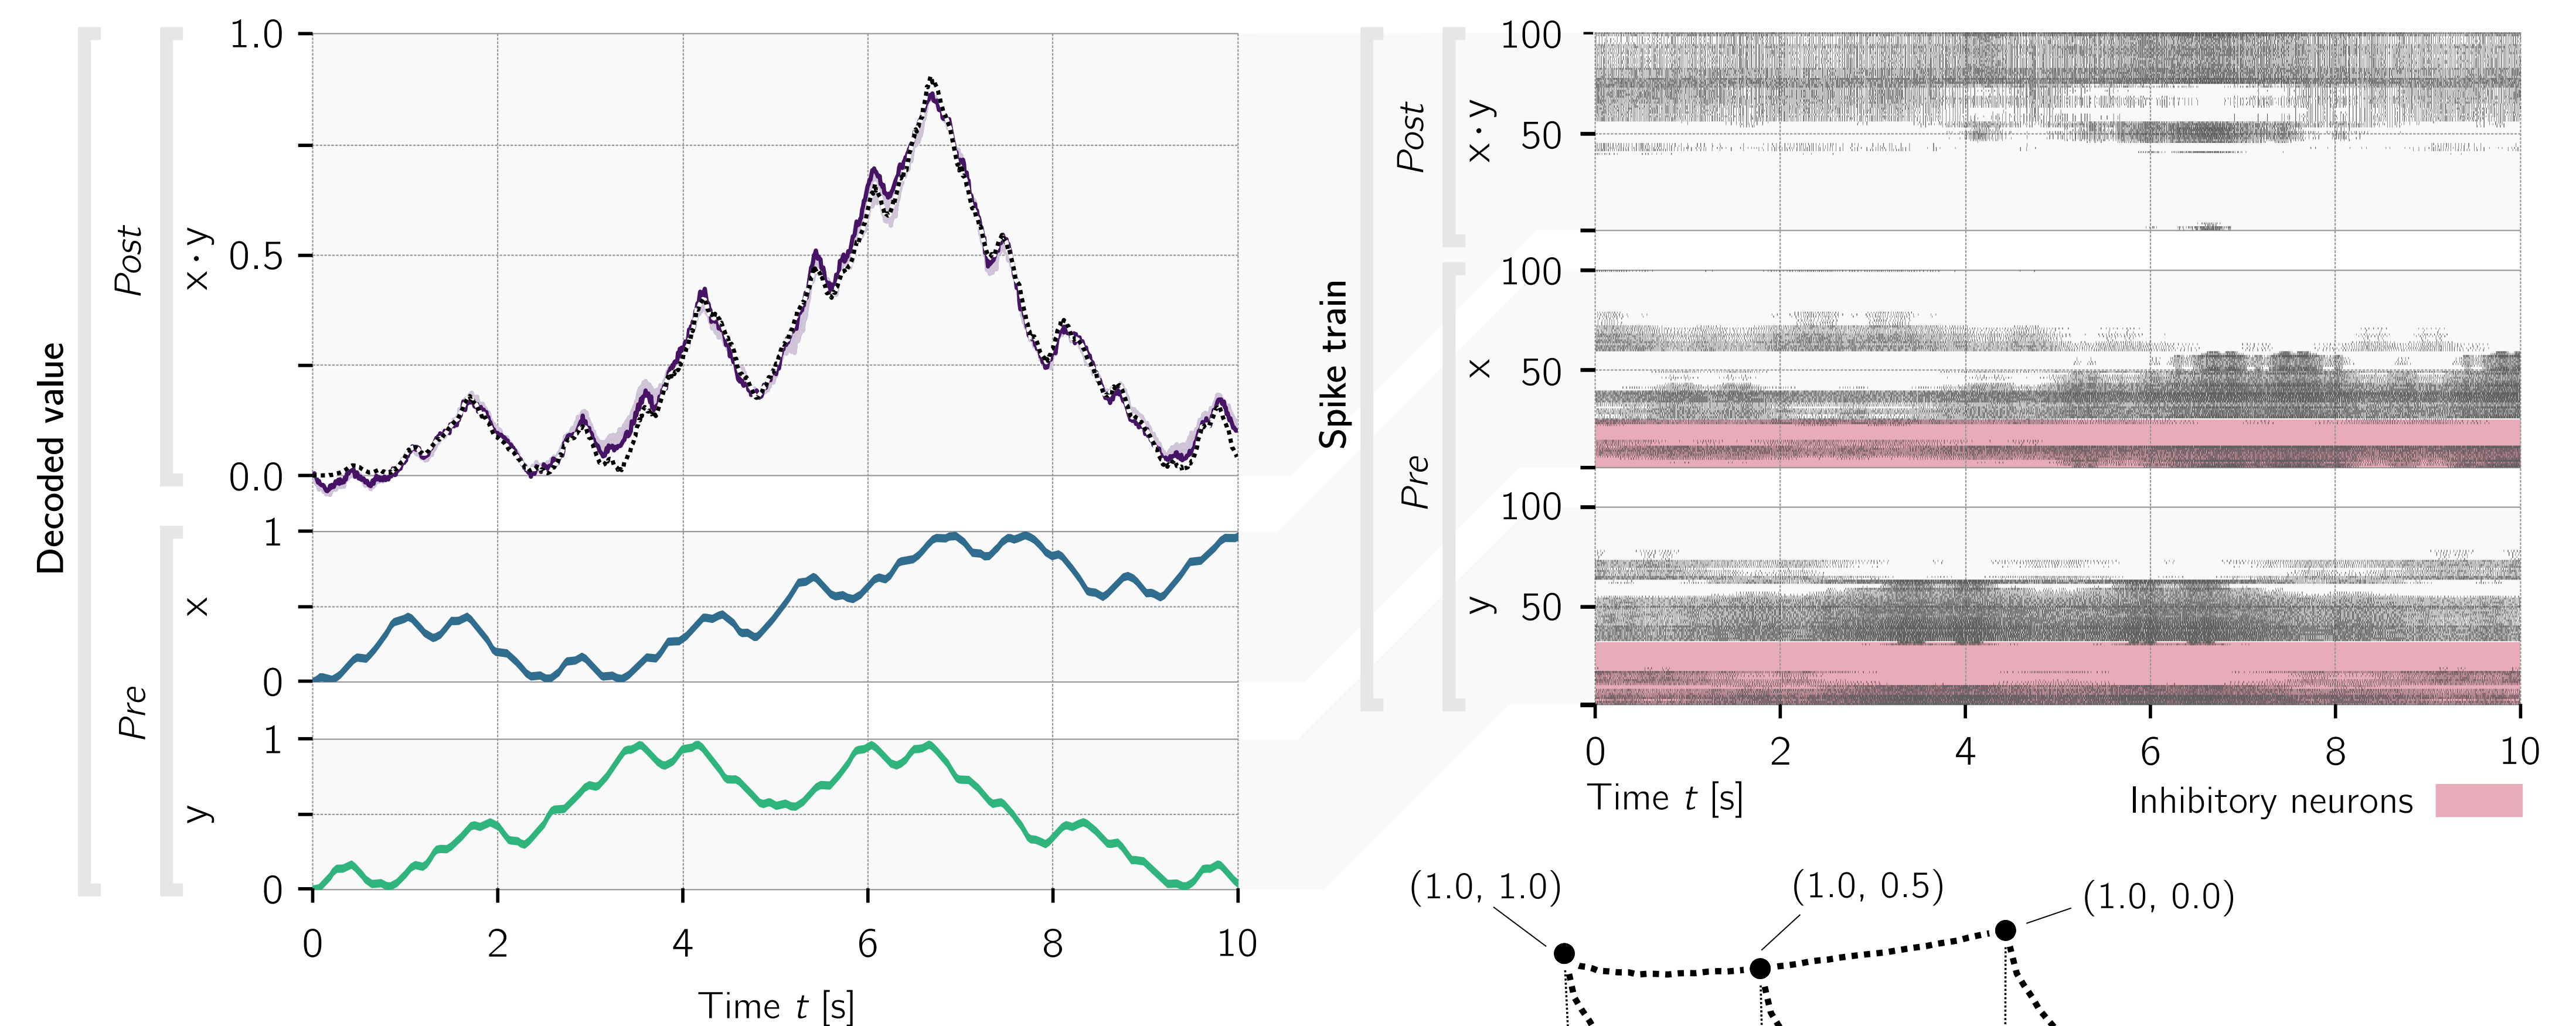 Decoded value
Post
x · y
1.0
0.5
0.0
Pre
x
1
0
y
1
0
0
2
4
6
8
10
Time t [s]
Spike train
Post
x · y
100
50
Pre
x
100
50
y
100
50
0
2
4
6
8
10
Time t [s]
Inhibitory neurons
(1.0, 1.0)
(1.0, 0.5)
(1.0, 0.0)